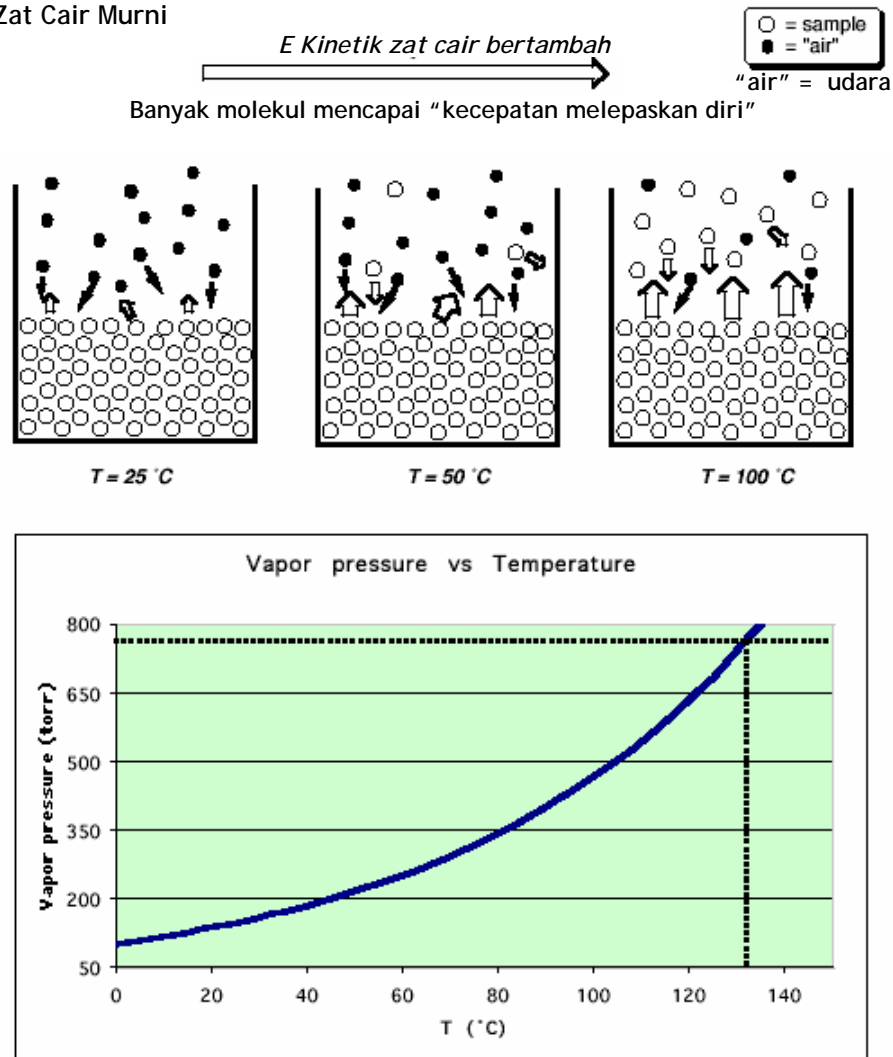 Zat Cair Murni
E Kinetik zat cair bertambah
= sample
= "air"
"air" = udara
Banyak molekul mencapai "kecepatan melepaskan diri"
T = 25 ˚C
T = 50 ˚C
T = 100 ˚C
Vapor pressure vs Temperature
800
650
500
350
200
50
Vapor pressure (torr)
0 20 40 60 80 100 120 140
T (˚C)